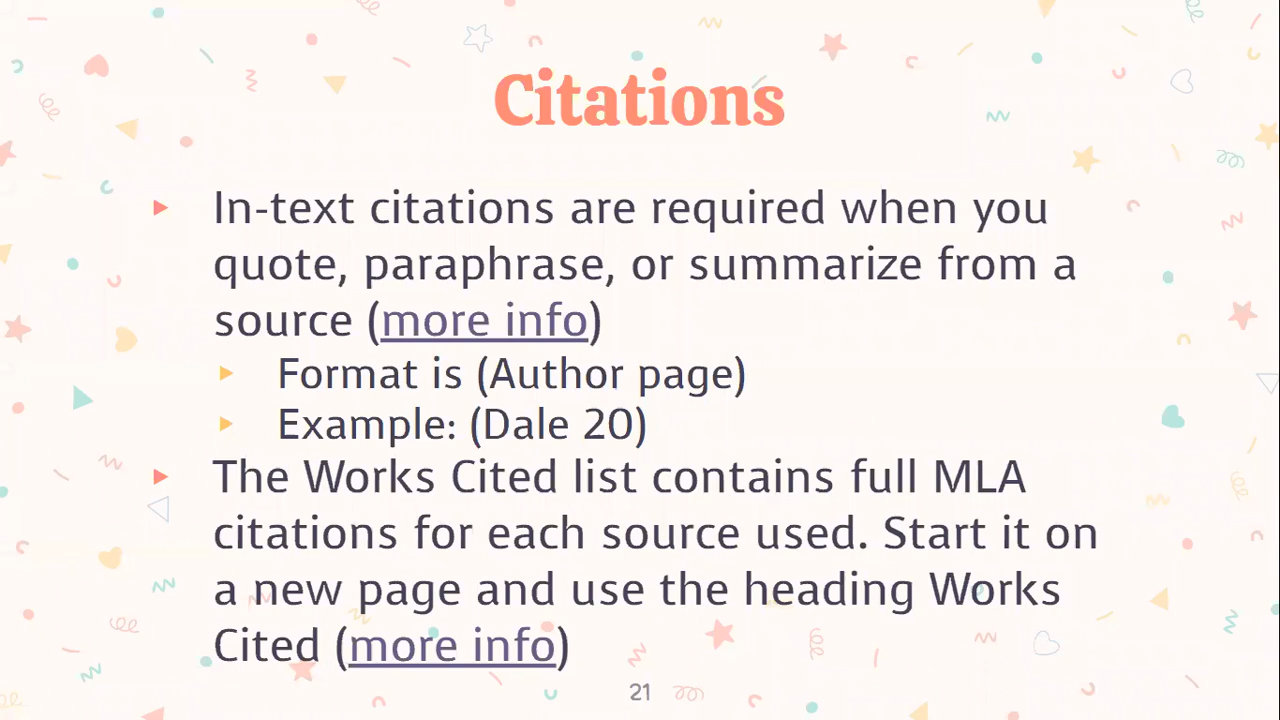 Citations
In-text citations are required when you
quote, paraphrase, or summarize from a
source (more info)
Format is (Author page)
Example: (Dale 20)
The Works Cited list contains full MLA
citations for each source used. Start it on
a new page and use the heading Works
Cited (more info)
21